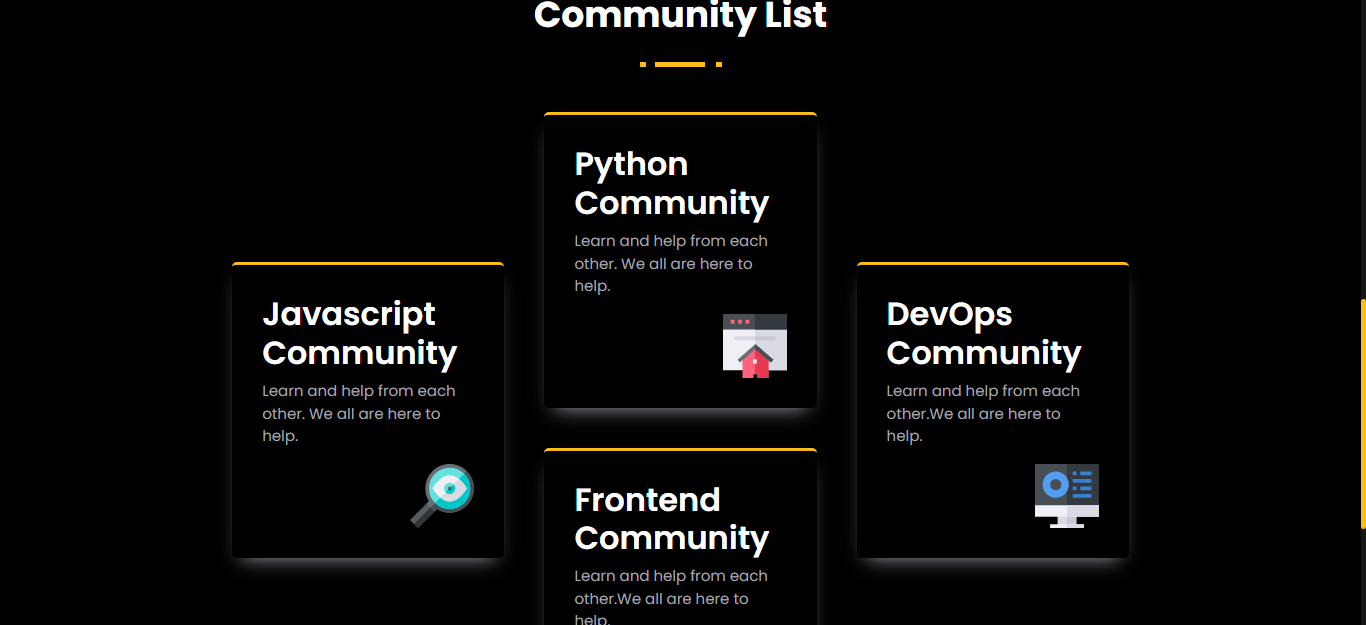 Community List
Python
Community
Learn and help from each
other. We all are here to
help.
Javascript
Community
Learn and help from each
other. We all are here to
help.
DevOps
Community
Learn and help from each
other.We all are here to
help.
Frontend
Community
Learn and help from each
other.We all are here to
help.